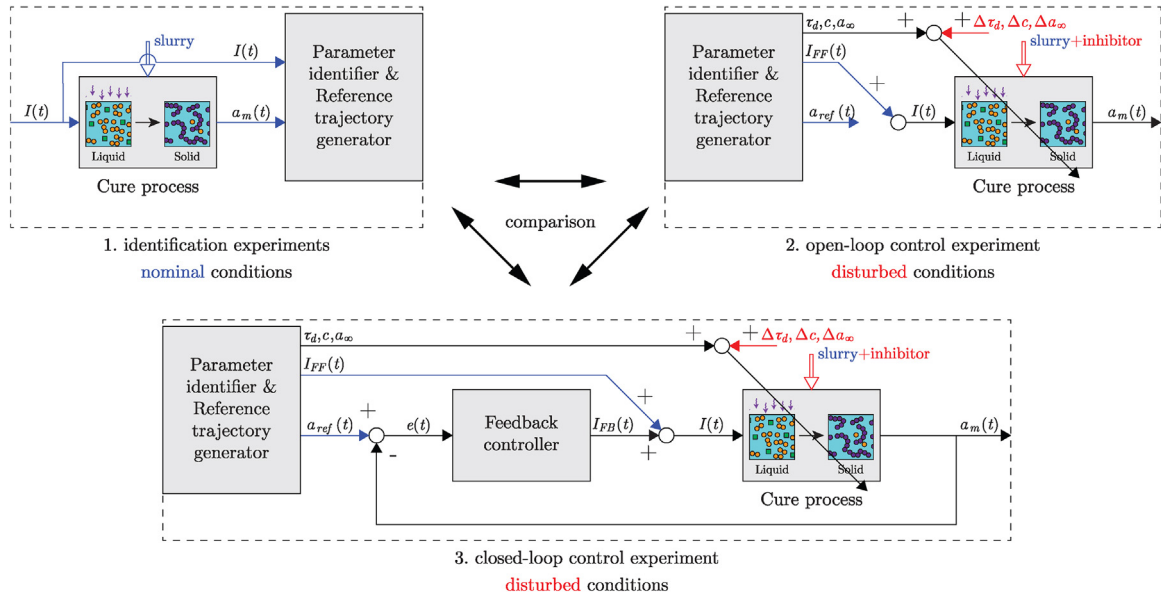 slurry
I(t)
I(t)
a_m(t)
Liquid
Solid
Cure process
Parameter
identifier &
Reference
trajectory
generator
1. identification experiments
nominal conditions
comparison
Parameter
identifier &
Reference
trajectory
generator
τ_d, c, a_∞
+
+ Δτ_d, Δc, Δa_∞
I_FF(t)
+
slurry+inhibitor
a_ref(t)
I(t)
a_m(t)
Liquid
Solid
Cure process
2. open-loop control experiment
disturbed conditions
Parameter
identifier &
Reference
trajectory
generator
τ_d, c, a_∞
+
+ Δτ_d, Δc, Δa_∞
I_FF(t)
slurry+inhibitor
a_ref(t)
+
-
e(t)
Feedback
controller
I_FB(t)
+
+
I(t)
a_m(t)
Liquid
Solid
Cure process
3. closed-loop control experiment
disturbed conditions